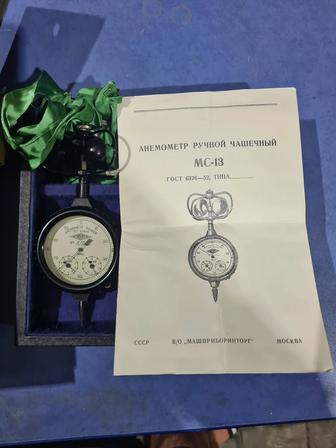 АНЕМОМЕТР РУЧНОЙ ЧАШЕЧНЫЙ
МС-13
ГОСТ 6376—52, ТИПА
СССР В/О „МАШПРИБОРИНТОРГ" МОСКВА